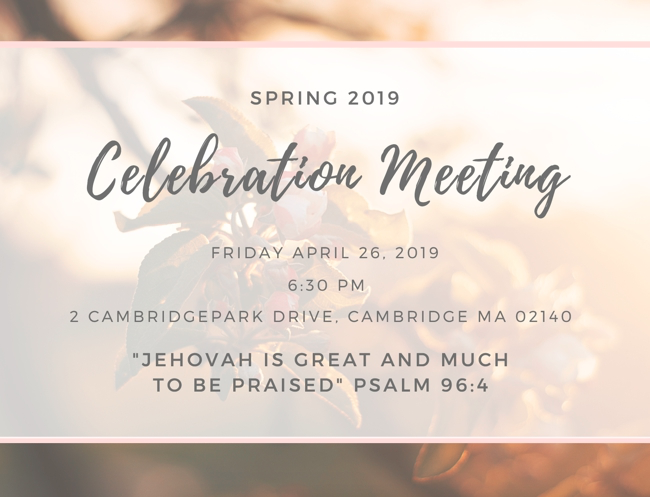 SPRING 2019
Celebration Meeting
FRIDAY APRIL 26, 2019
6:30 PM
2 CAMBRIDGEPARK DRIVE, CAMBRIDGE MA 02140
"JEHOVAH IS GREAT AND MUCH
TO BE PRAISED" PSALM 96:4